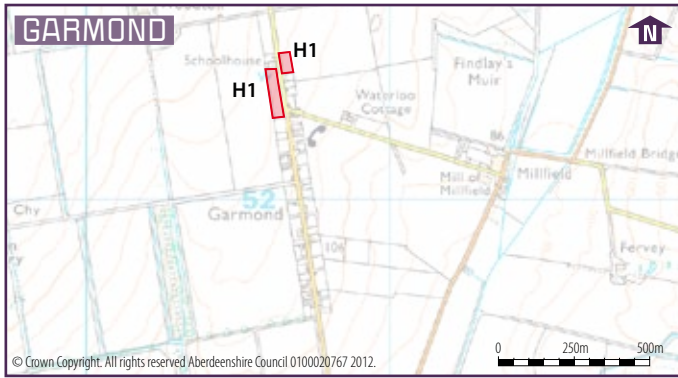 GARMOND
N
Schoolhouse
H1
H1
Findlay's
Muir
Waterloo
Cottage
86
Millfield Bridge
Mill of
Millfield
Millfield
52
Chy
Garmond
106
Fervey
0 250m 500m
© Crown Copyright. All rights reserved Aberdeenshire Council 0100020767 2012.